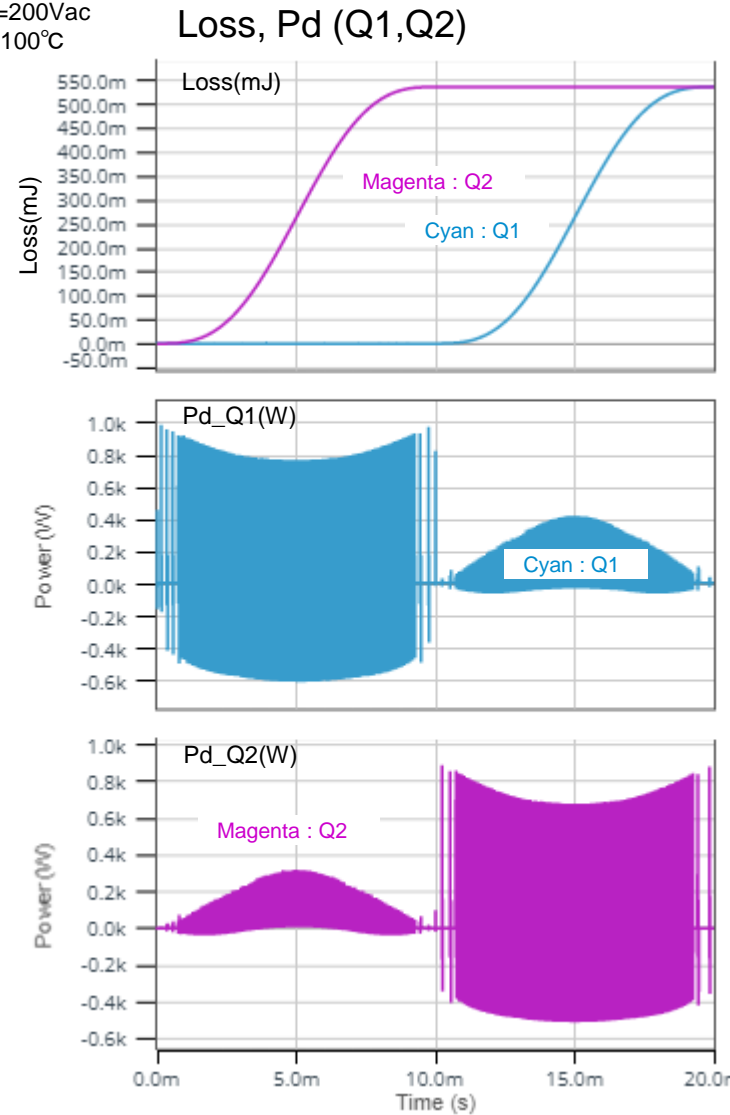 =200Vac
100℃
Loss, Pd (Q1,Q2)
Loss(mJ)
Loss(mJ)
550.0m
500.0m
450.0m
400.0m
350.0m
300.0m
250.0m
200.0m
150.0m
100.0m
50.0m
0.0m
-50.0m
Magenta : Q2
Cyan : Q1
Pd_Q1(W)
Power (W)
1.0k
0.8k
0.6k
0.4k
0.2k
0.0k
-0.2k
-0.4k
-0.6k
Cyan : Q1
Pd_Q2(W)
Power (W)
1.0k
0.8k
0.6k
0.4k
0.2k
0.0k
-0.2k
-0.4k
-0.6k
Magenta : Q2
0.0m 5.0m 10.0m 15.0m 20.0m
Time (s)